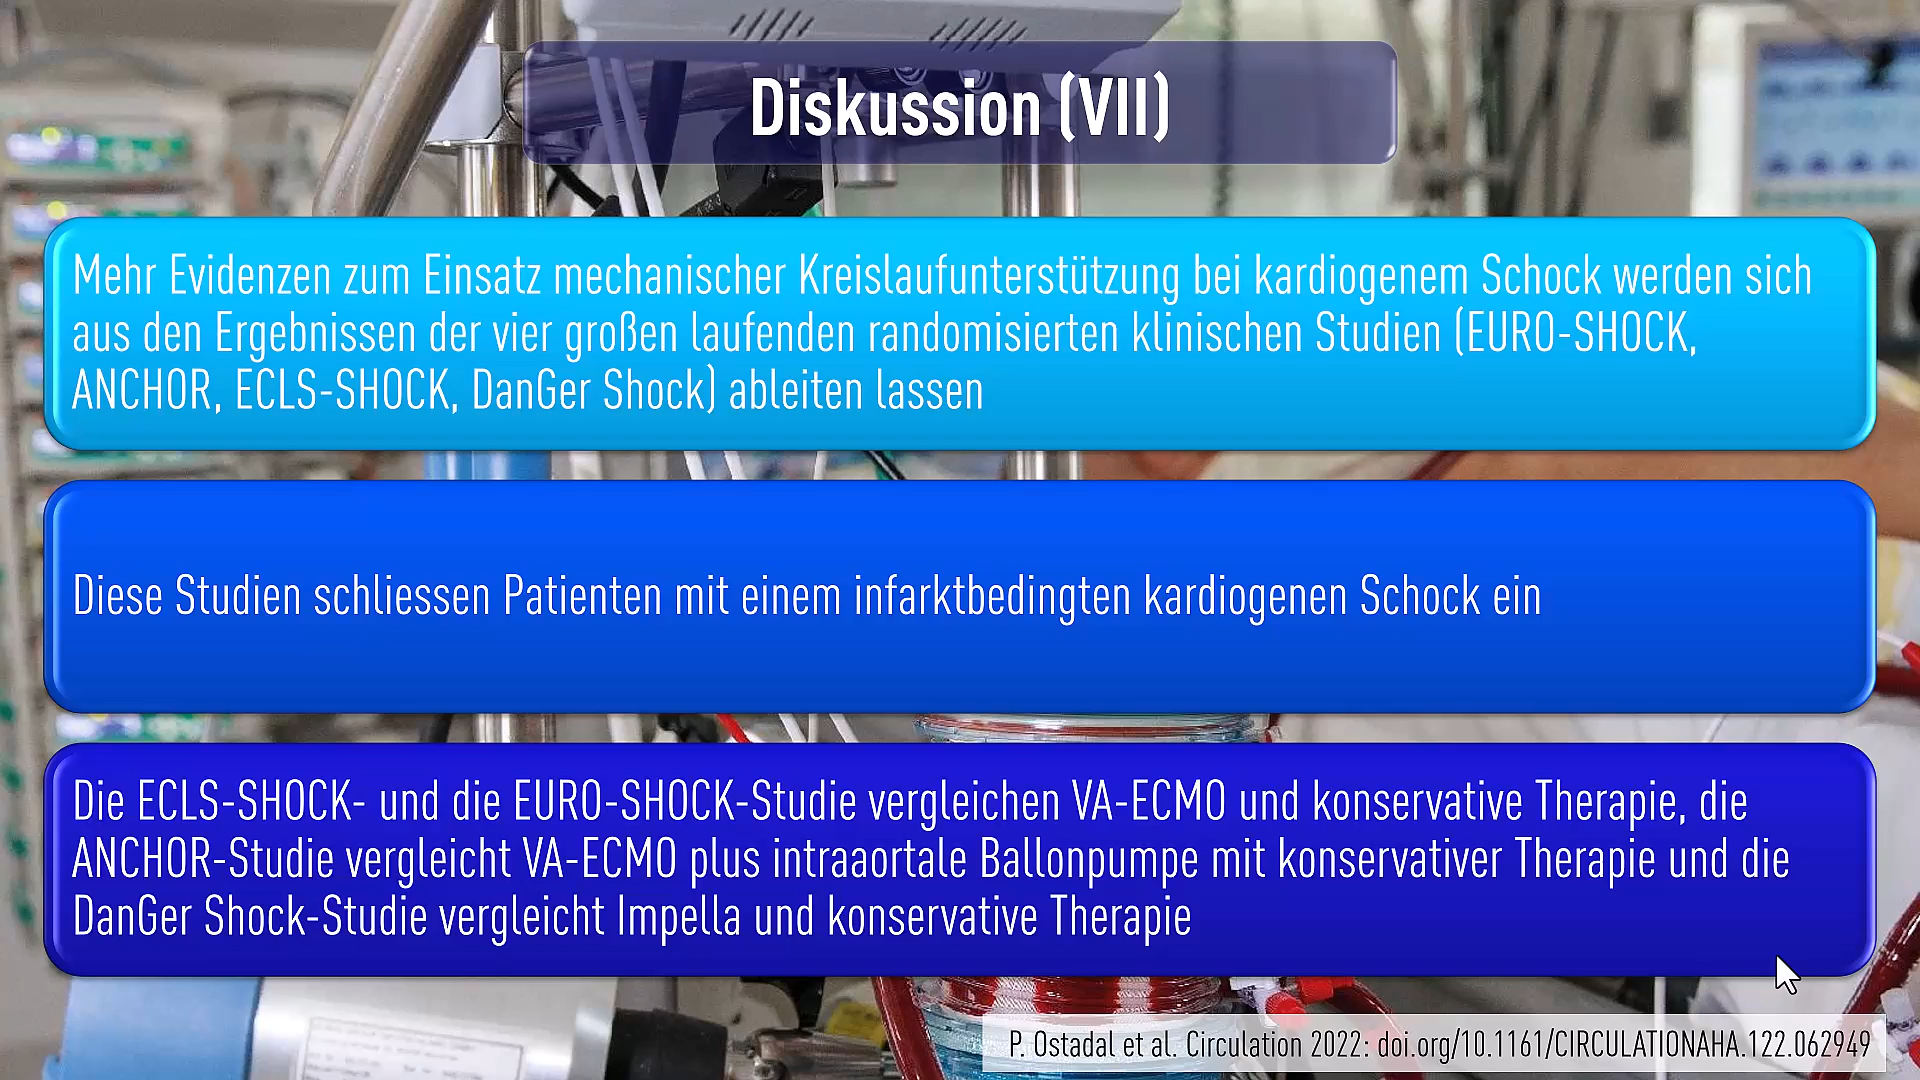 Diskussion (VII)
Mehr Evidenzen zum Einsatz mechanischer Kreislaufunterstützung bei kardiogenem Schock werden sich
aus den Ergebnissen der vier großen laufenden randomisierten klinischen Studien (EURO-SHOCK,
ANCHOR, ECLS-SHOCK, DanGer Shock) ableiten lassen
Diese Studien schliessen Patienten mit einem infarktbedingten kardiogenen Schock ein
Die ECLS-SHOCK- und die EURO-SHOCK-Studie vergleichen VA-ECMO und konservative Therapie, die
ANCHOR-Studie vergleicht VA-ECMO plus intraaortale Ballonpumpe mit konservativer Therapie und die
DanGer Shock-Studie vergleicht Impella und konservative Therapie
P. Ostadal et al. Circulation 2022: doi.org/10.1161/CIRCULATIONAHA.122.062949